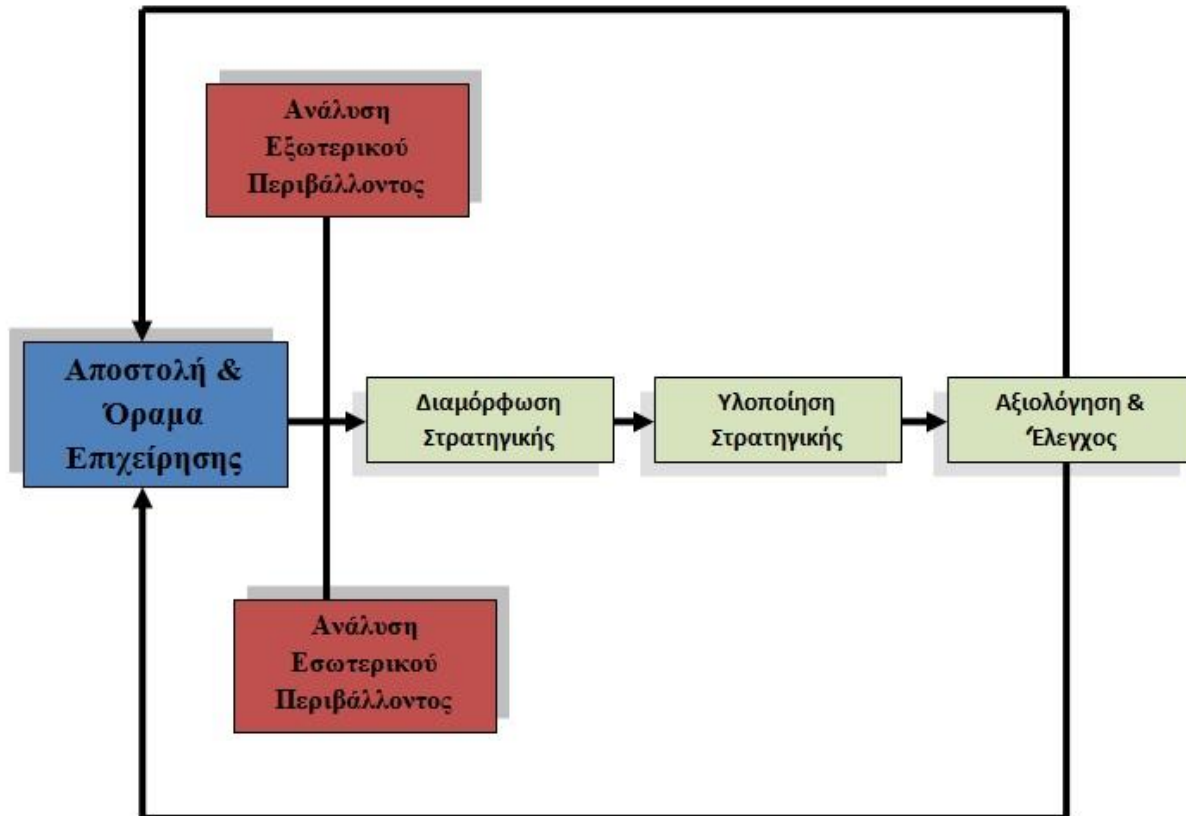 Ανάλυση
Εξωτερικού
Περιβάλλοντος
Αποστολή &
Όραμα
Επιχείρησης
Διαμόρφωση
Στρατηγικής
Υλοποίηση
Στρατηγικής
Αξιολόγηση &
Έλεγχος
Ανάλυση
Εσωτερικού
Περιβάλλοντος